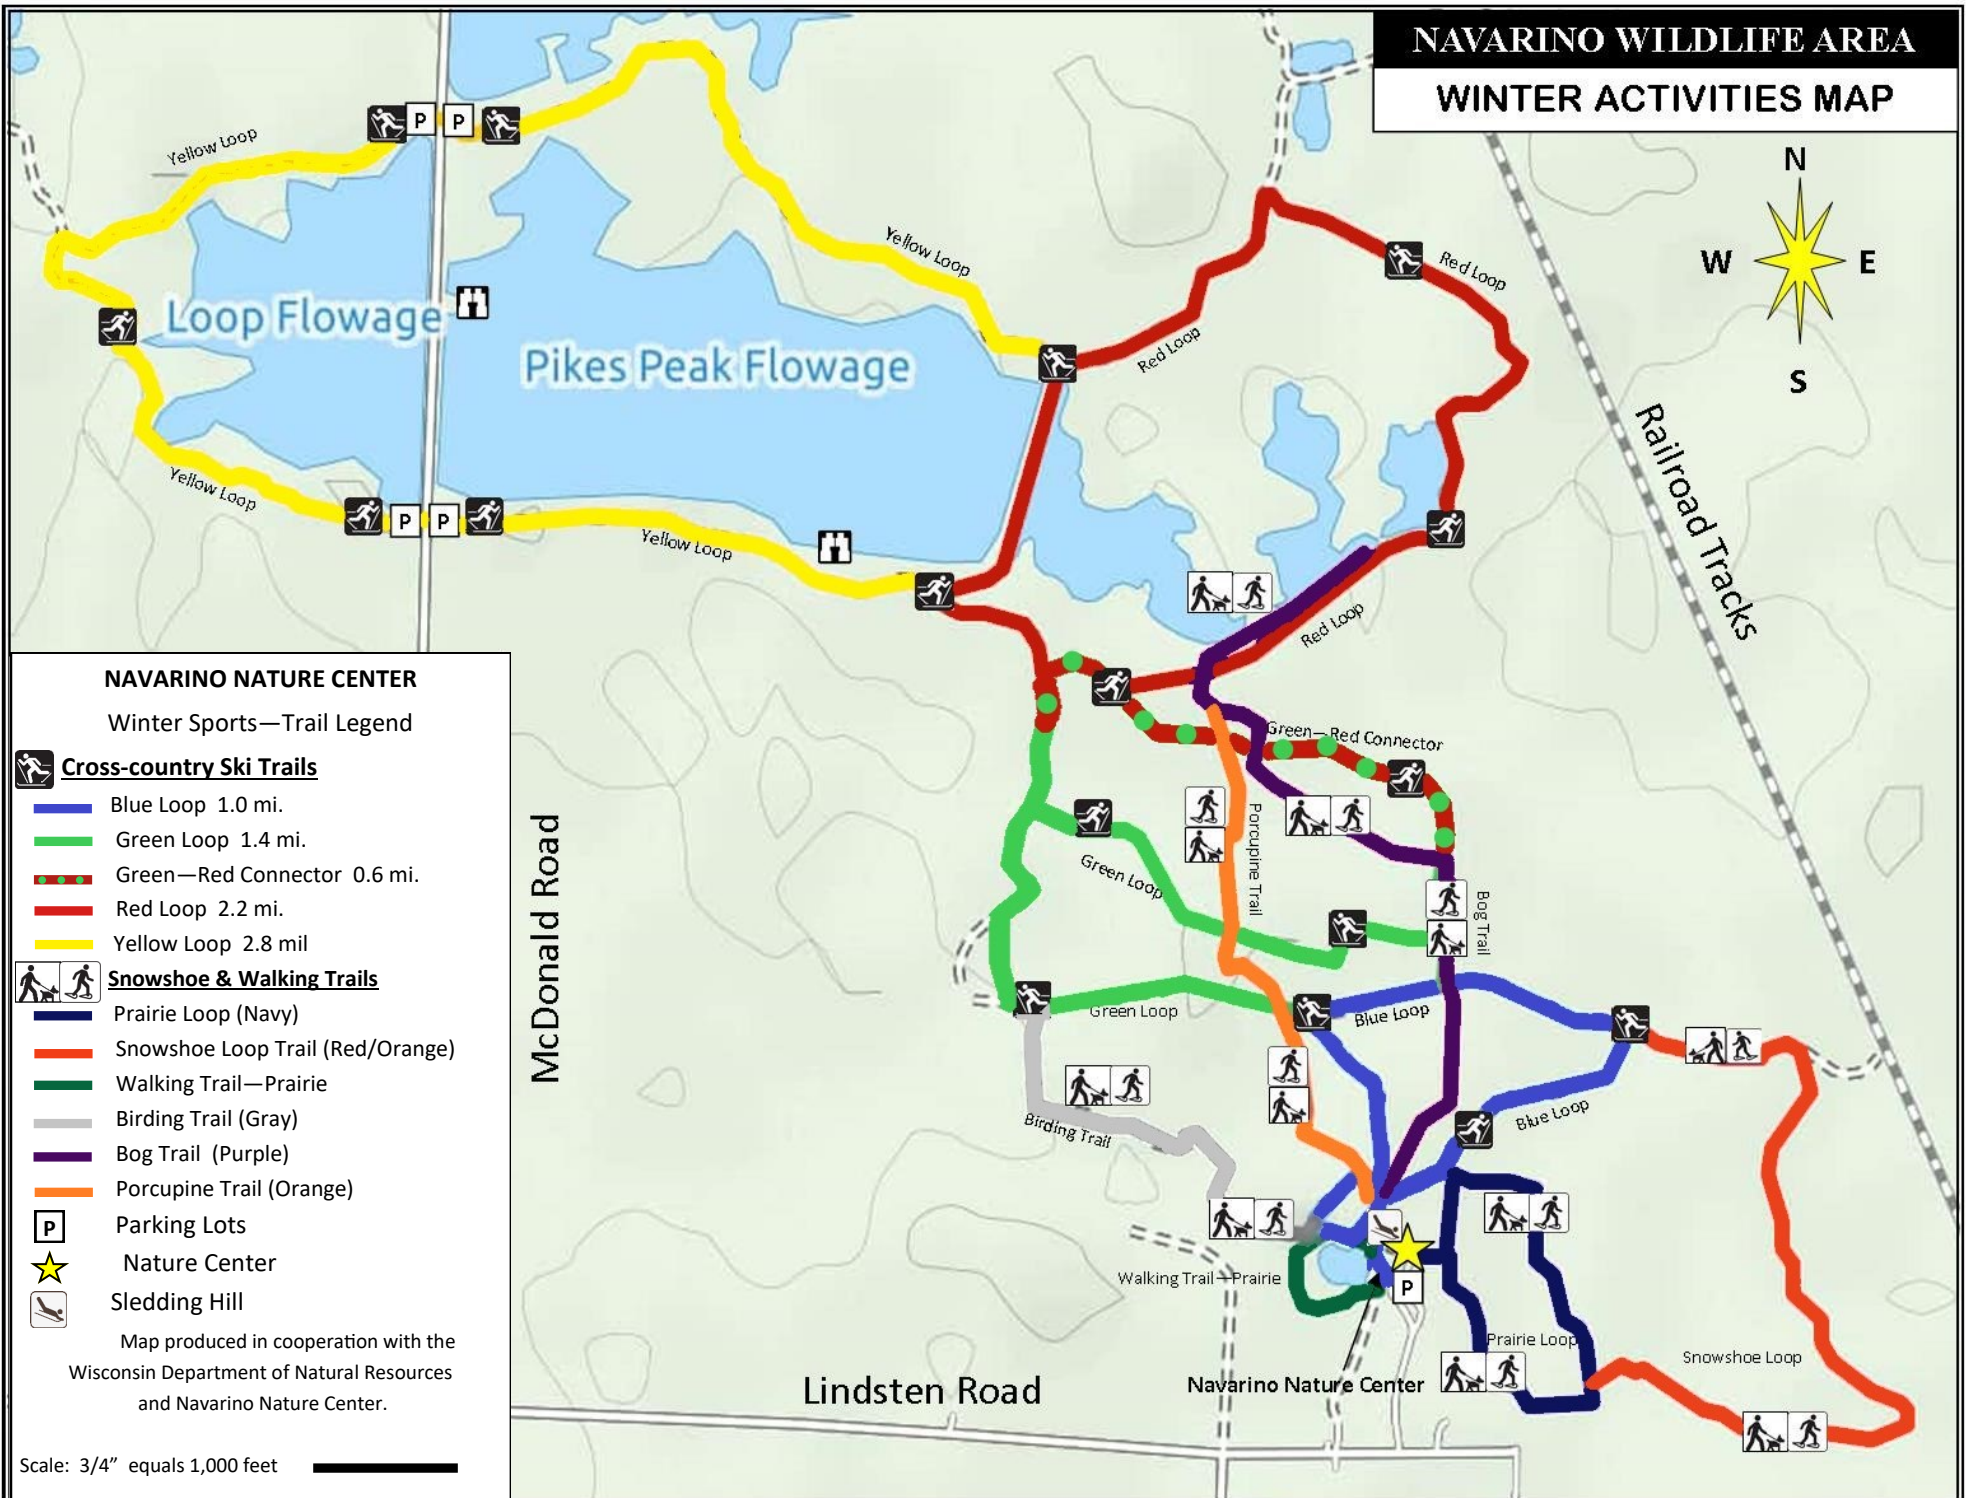 NAVARINO WILDLIFE AREA
WINTER ACTIVITIES MAP
N
W
E
S
Yellow Loop
P
P
Yellow Loop
Red Loop
Loop Flowage
Pikes Peak Flowage
Red Loop
Railroad Tracks
Yellow Loop
P
P
Yellow Loop
Red Loop
NAVARINO NATURE CENTER
Winter Sports—Trail Legend
Cross-country Ski Trails
Blue Loop 1.0 mi.
Green Loop 1.4 mi.
Green—Red Connector 0.6 mi.
Red Loop 2.2 mi.
Yellow Loop 2.8 mil
Snowshoe & Walking Trails
Prairie Loop (Navy)
Snowshoe Loop Trail (Red/Orange)
Walking Trail—Prairie
Birding Trail (Gray)
Bog Trail (Purple)
Porcupine Trail (Orange)
P
Parking Lots
Nature Center
Sledding Hill
Map produced in cooperation with the
Wisconsin Department of Natural Resources
and Navarino Nature Center.
Scale: 3/4" equals 1,000 feet
Green—Red Connector
McDonald Road
Porcupine Trail
Green Loop
Bog Trail
Green Loop
Blue Loop
Birding Trail
Blue Loop
Walking Trail—Prairie
P
Prairie Loop
Snowshoe Loop
Lindsten Road
Navarino Nature Center